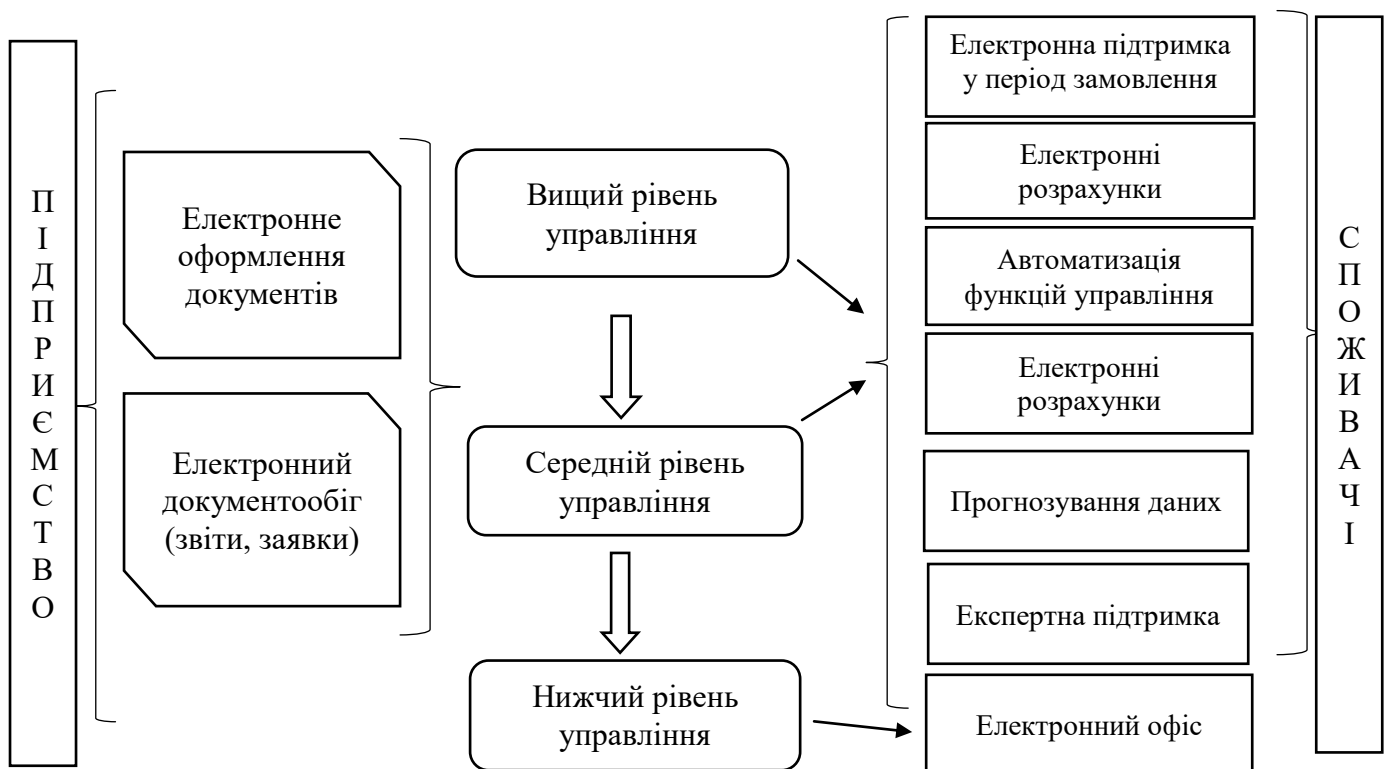 П
І
Д
П
Р
И
Є
М
С
Т
В
О
Електронне
оформлення
документів
Електронний
документообіг
(звіти, заявки)
Вищий рівень
управління
Середній рівень
управління
Нижчий рівень
управління
Електронна підтримка
у період замовлення
Електронні
розрахунки
Автоматизація
функцій управління
Електронні
розрахунки
Прогнозування даних
Експертна підтримка
Електронний офіс
С
П
О
Ж
И
В
А
Ч
І